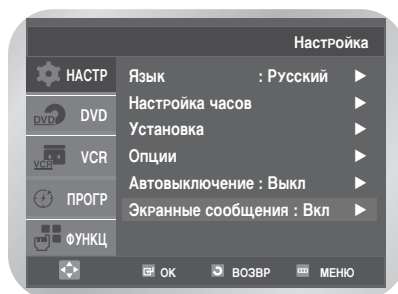 Настройка
НАСТР
Язык : Русский ►
DVD DVD
Настройка часов ►
Установка ►
VCR VCR
Опции ►
Автовыключение : Выкл ►
ПРОГР
Экранные сообщения : Вкл ►
ФУНКЦ
ОК ВОЗВР МЕНЮ